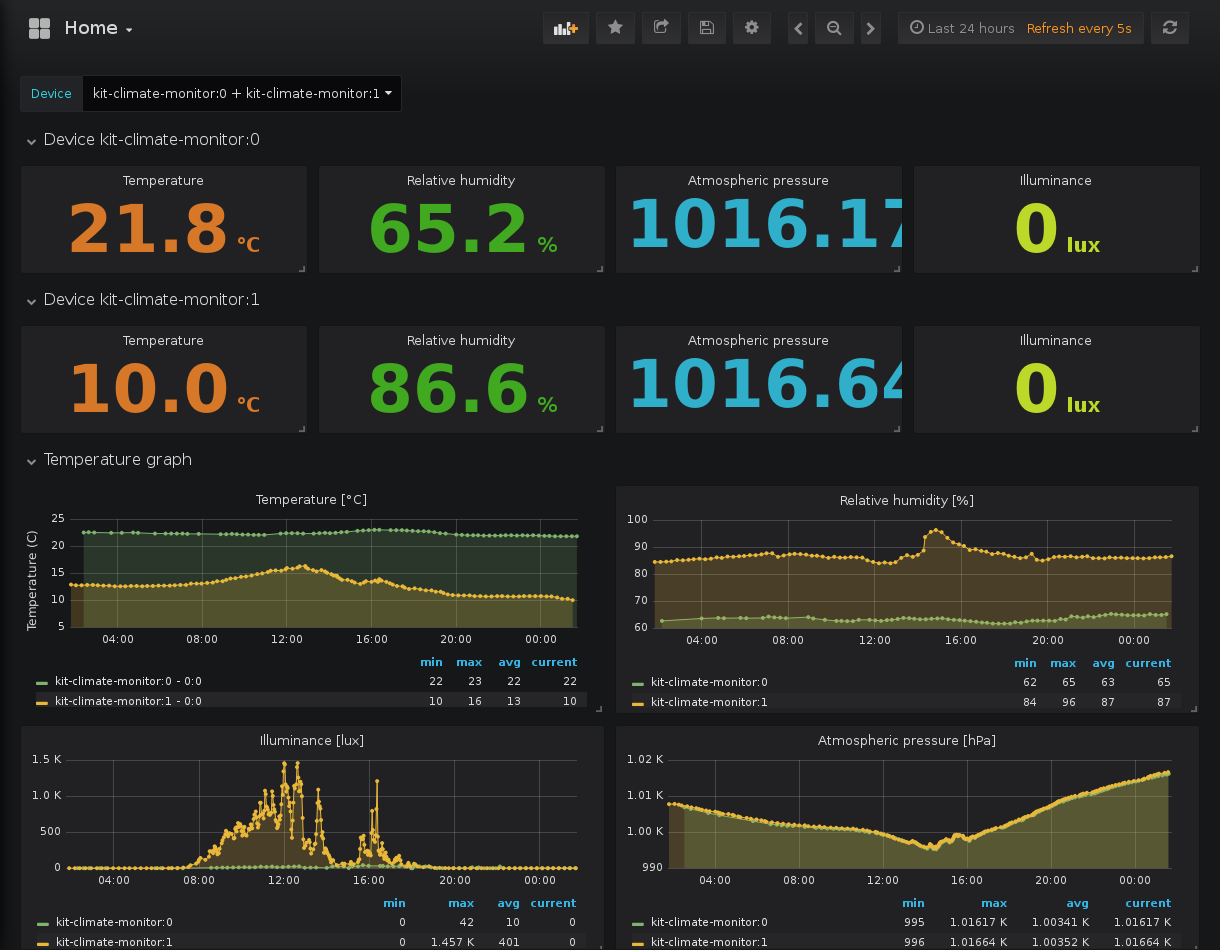 Home
Last 24 hours Refresh every 5s
Device kit-climate-monitor:0 + kit-climate-monitor:1
Device kit-climate-monitor:0
Temperature Relative humidity Atmospheric pressure Illuminance
21.8 °C 65.2 % 1016.17 0 lux
Device kit-climate-monitor:1
Temperature Relative humidity Atmospheric pressure Illuminance
10.0 °C 86.6 % 1016.64 0 lux
Temperature graph
Temperature [°C]
Temperature (C)
25
20
15
10
5
04:00 08:00 12:00 16:00 20:00 00:00
min max avg current
kit-climate-monitor:0 - 0:0 22 23 22 22
kit-climate-monitor:1 - 0:0 10 16 13 10
Relative humidity [%]
100
90
80
70
60
04:00 08:00 12:00 16:00 20:00 00:00
min max avg current
kit-climate-monitor:0 62 65 63 65
kit-climate-monitor:1 84 96 87 87
Illuminance [lux]
1.5 K
1.0 K
500
0
04:00 08:00 12:00 16:00 20:00 00:00
min max avg current
kit-climate-monitor:0 0 42 10 0
kit-climate-monitor:1 0 1.457 K 401 0
Atmospheric pressure [hPa]
1.02 K
1.01 K
1.00 K
990
04:00 08:00 12:00 16:00 20:00 00:00
min max avg current
kit-climate-monitor:0 995 1.01617 K 1.00341 K 1.01617 K
kit-climate-monitor:1 996 1.01664 K 1.00352 K 1.01664 K